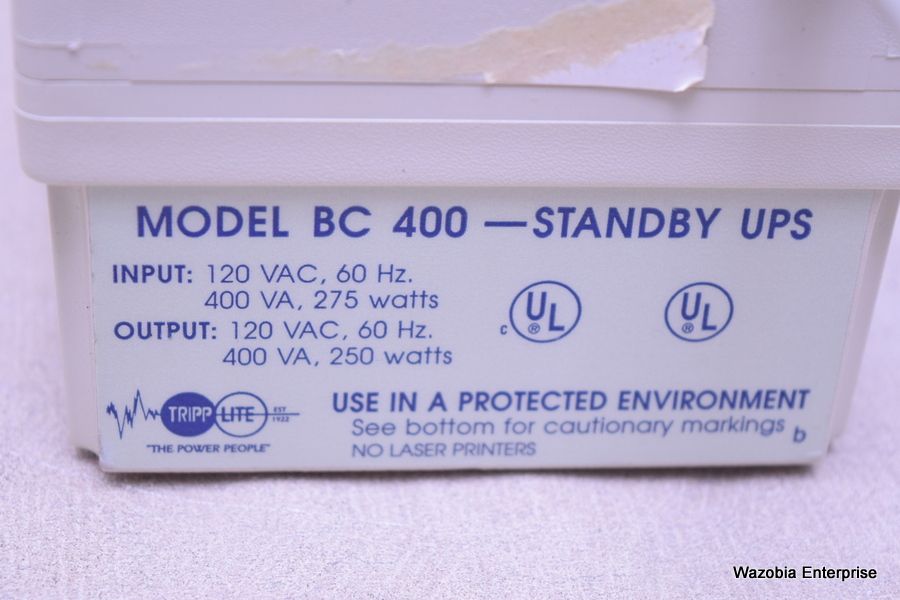 MODEL BC 400 — STANDBY UPS
INPUT: 120 VAC, 60 Hz.
400 VA, 275 watts
OUTPUT: 120 VAC, 60 Hz.
400 VA, 250 watts
c UL ®
UL ®
TRIPP LITE EST 1922
"THE POWER PEOPLE"
USE IN A PROTECTED ENVIRONMENT
See bottom for cautionary markings b
NO LASER PRINTERS
Wazobia Enterprise